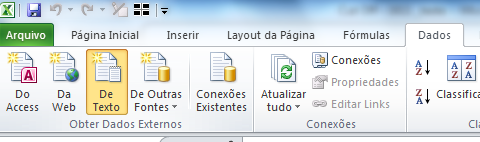 Arquivo Página Inicial Inserir Layout da Página Fórmulas Dados
Do Access
Da Web
De Texto
De Outras Fontes
Conexões Existentes
Obter Dados Externos
Atualizar tudo
Conexões
Propriedades
Editar Links
Conexões
A Z
Z A
Z A A Z
Classifica